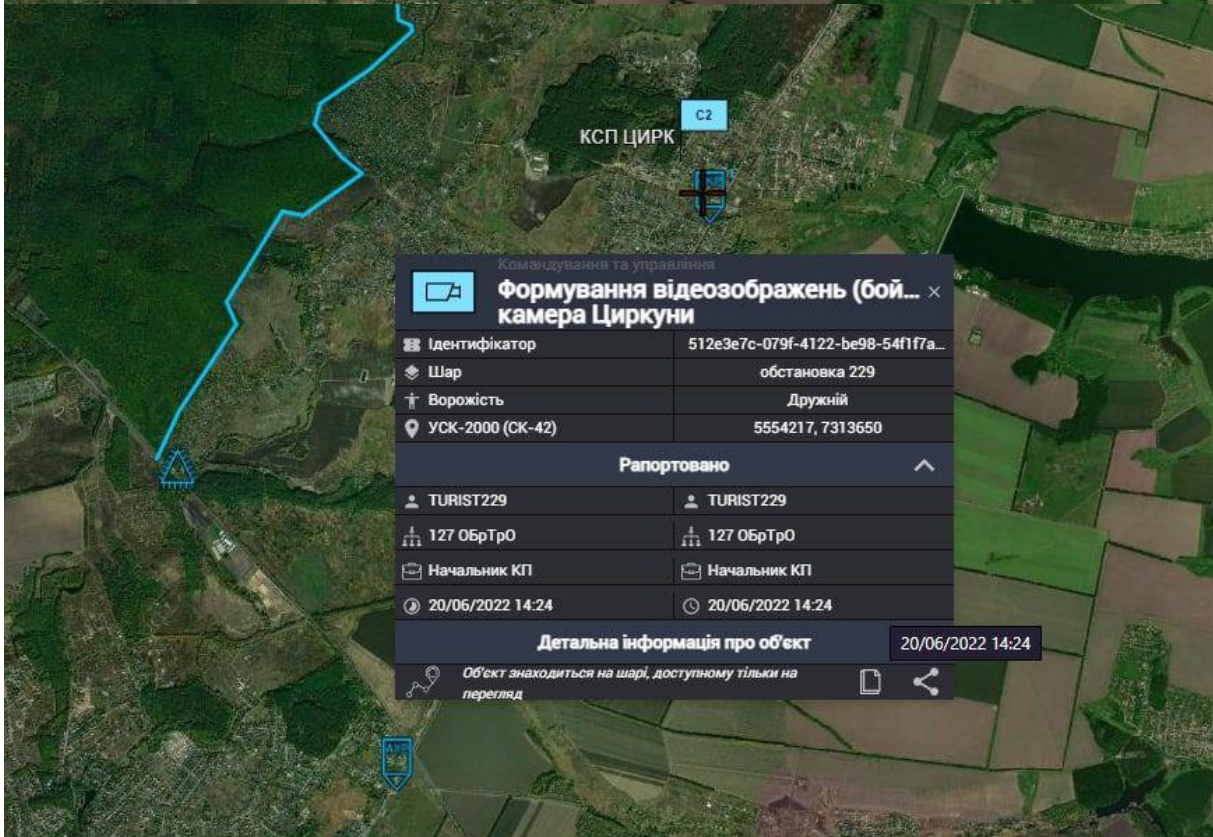 C2
КСП ЦИРК
Командування та управління
Формування відеозображень (бой...
камера Циркуни
Ідентифікатор 512e3e7c-079f-4122-be98-54f1f7a...
Шар обстановка 229
Ворожість Дружній
УСК-2000 (СК-42) 5554217, 7313650
Рапортовано
TURIST229 TURIST229
127 ОБрТрО 127 ОБрТрО
Начальник КП Начальник КП
20/06/2022 14:24 20/06/2022 14:24
Детальна інформація про об'єкт
20/06/2022 14:24
Об'єкт знаходиться на шарі, доступному тільки на
перегляд
АХР